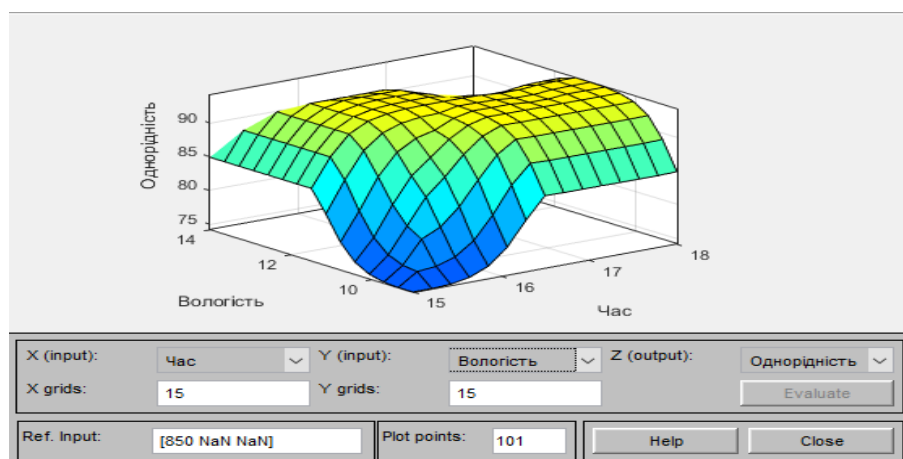 Однорідність
90
85
80
75
14
12
10
Вологість
15
16
17
18
Час
X (input): Час Y (input): Вологість Z (output): Однорідність
X grids: 15 Y grids: 15 Evaluate
Ref. Input: [850 NaN NaN] Plot points: 101 Help Close